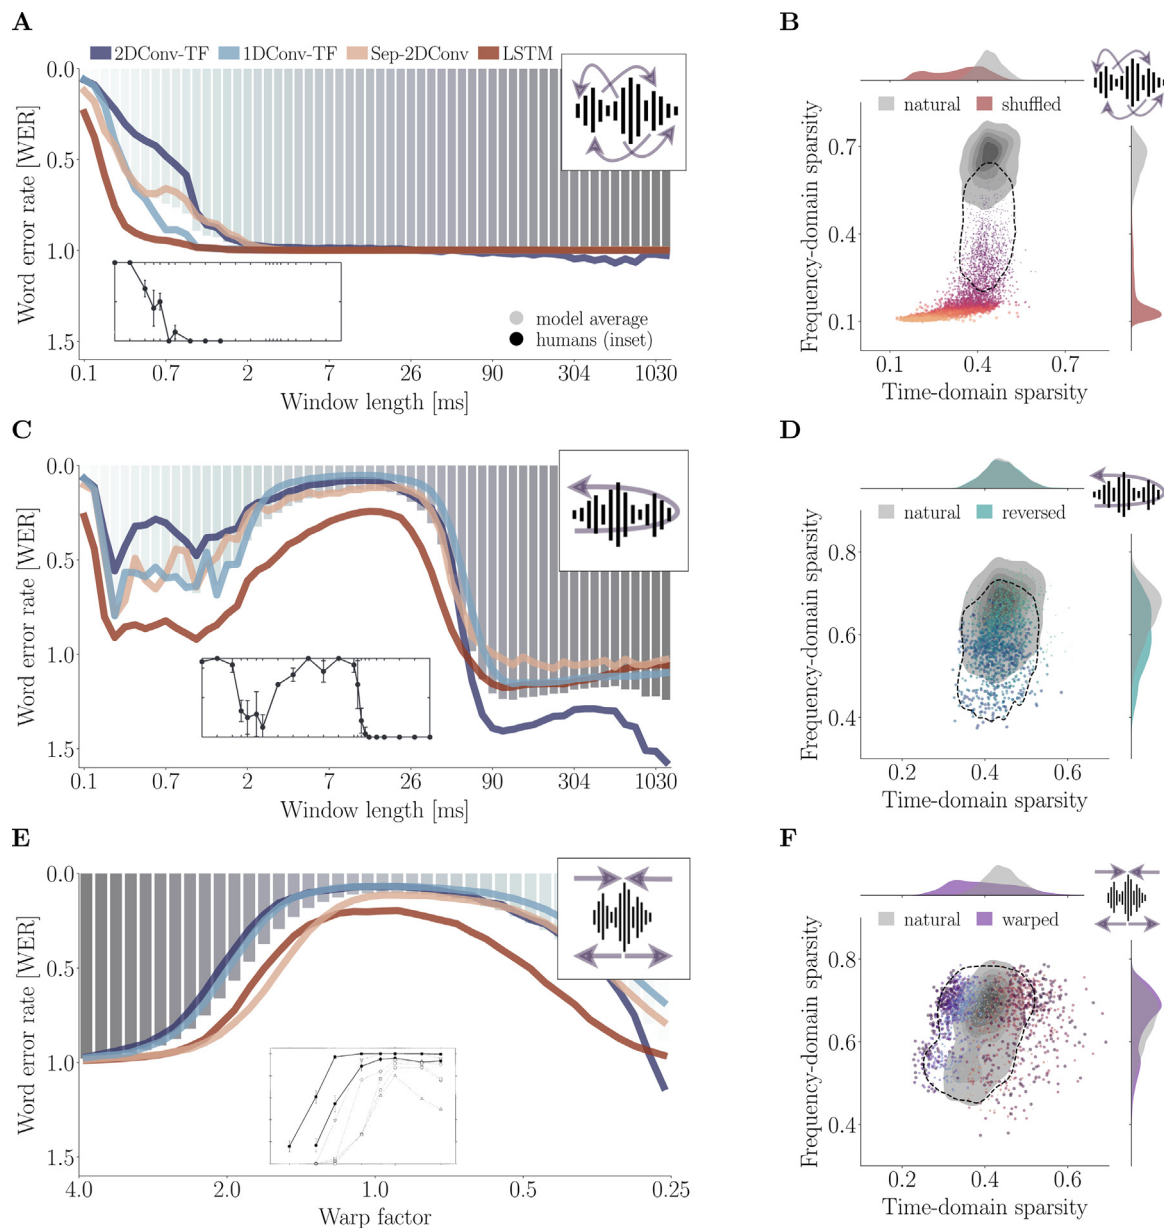 A
2DConv-TF 1DConv-TF Sep-2DConv LSTM
0.0
0.5
1.0
1.5
Word error rate [WER]
model average
humans (inset)
0.1 0.7 2 7 26 90 304 1030
Window length [ms]
B
natural shuffled
0.7
0.4
0.1
Frequency-domain sparsity
0.1 0.4 0.7
Time-domain sparsity
C
0.0
0.5
1.0
1.5
Word error rate [WER]
0.1 0.7 2 7 26 90 304 1030
Window length [ms]
D
natural reversed
0.8
0.6
0.4
Frequency-domain sparsity
0.2 0.4 0.6
Time-domain sparsity
E
0.0
0.5
1.0
1.5
Word error rate [WER]
4.0 2.0 1.0 0.5 0.25
Warp factor
F
natural warped
0.8
0.6
0.4
Frequency-domain sparsity
0.2 0.4 0.6
Time-domain sparsity